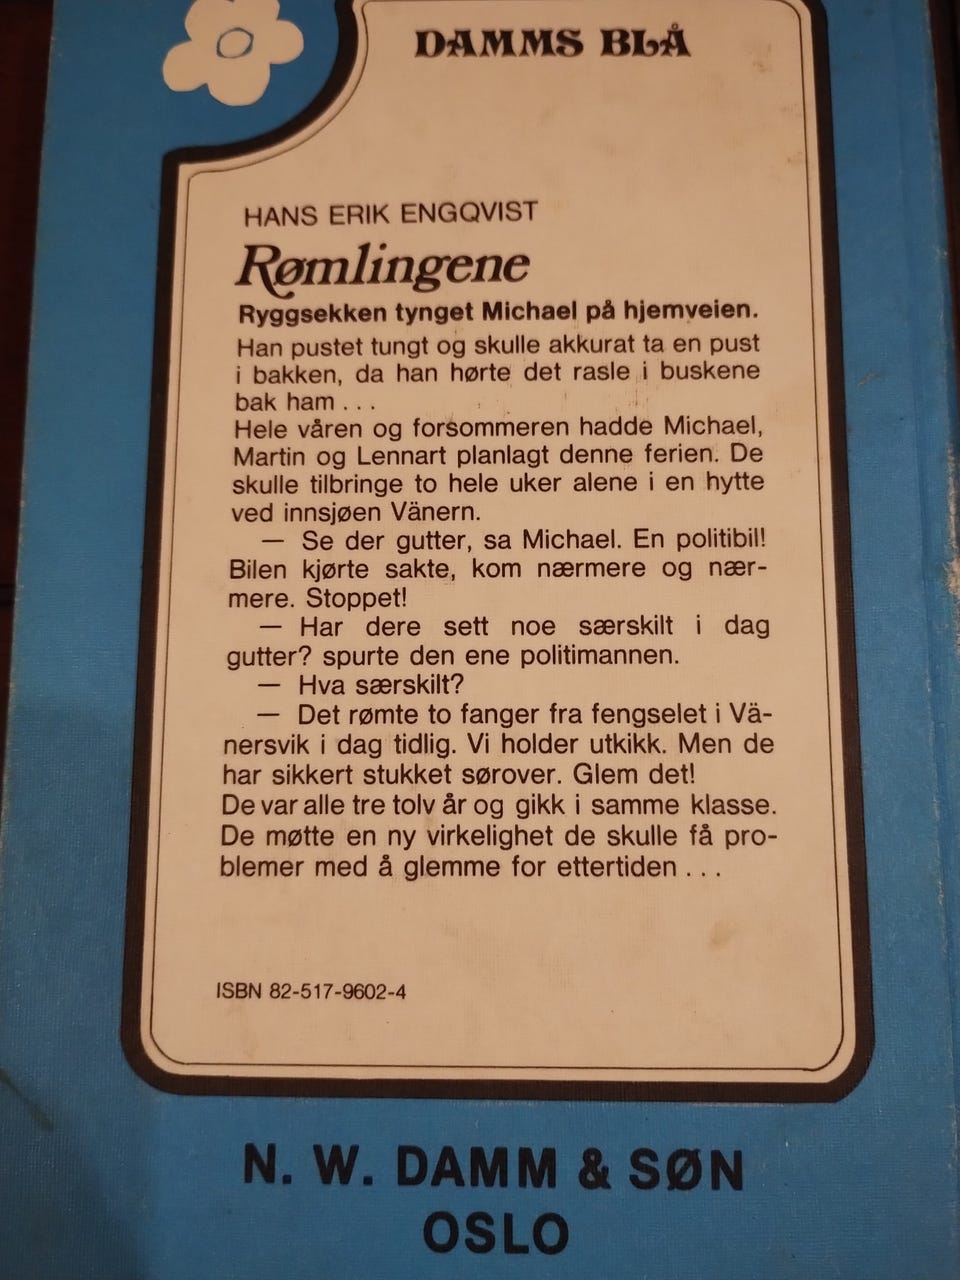 DAMMS BLÅ
HANS ERIK ENGQVIST
Rømlingene
Ryggsekken tynget Michael på hjemveien.
Han pustet tungt og skulle akkurat ta en pust
i bakken, da han hørte det rasle i buskene
bak ham . . .
Hele våren og forsommeren hadde Michael,
Martin og Lennart planlagt denne ferien. De
skulle tilbringe to hele uker alene i en hytte
ved innsjøen Vänern.
— Se der gutter, sa Michael. En politibil!
Bilen kjørte sakte, kom nærmere og nær-
mere. Stoppet!
— Har dere sett noe særskilt i dag
gutter? spurte den ene politimannen.
— Hva særskilt?
— Det rømte to fanger fra fengselet i Vä-
nersvik i dag tidlig. Vi holder utkikk. Men de
har sikkert stukket sørover. Glem det!
De var alle tre tolv år og gikk i samme klasse.
De møtte en ny virkelighet de skulle få pro-
blemer med å glemme for ettertiden . . .
ISBN 82-517-9602-4
N. W. DAMM & SØN
OSLO